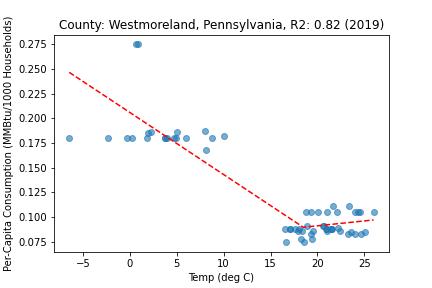 County: Westmoreland, Pennsylvania, R2: 0.82 (2019)
Per-Capita Consumption (MMBtu/1000 Households)
0.275
0.250
0.225
0.200
0.175
0.150
0.125
0.100
0.075
−5 0 5 10 15 20 25
Temp (deg C)